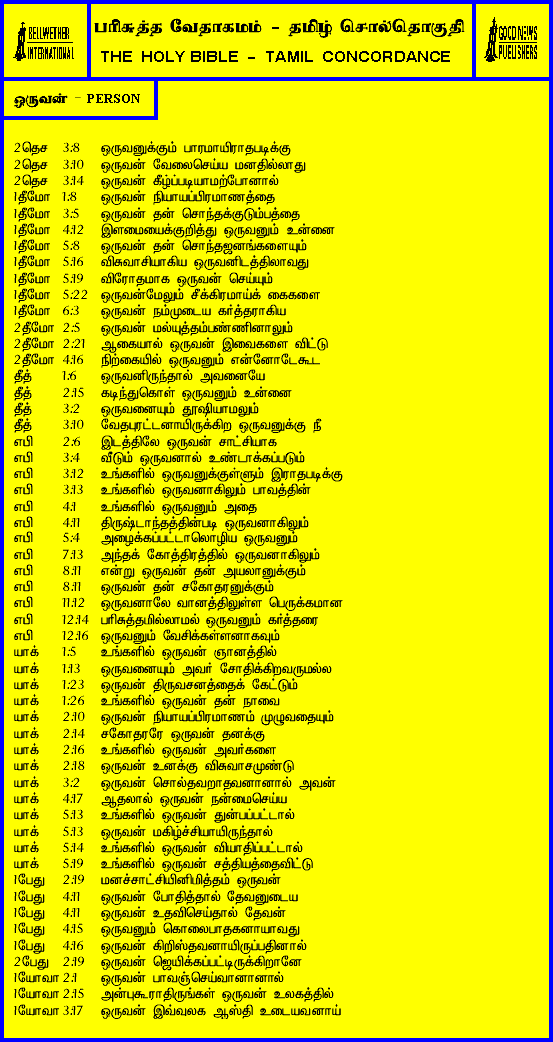 BELLWETHER
INTERNATIONAL
பரிசுத்த வேதாகமம் - தமிழ் சொல்தொகுதி
THE HOLY BIBLE - TAMIL CONCORDANCE
GOOD NEWS
PUBLISHERS
ஒருவன் - PERSON
2தெச 3:8 ஒருவனுக்கும் பாரமாயிராதபடிக்கு
2தெச 3:10 ஒருவன் வேலைசெய்ய மனதில்லாது
2தெச 3:14 ஒருவன் கீழ்ப்படியாமற்போனால்
1தீமோ 1:8 ஒருவன் நியாயப்பிரமாணத்தை
1தீமோ 3:5 ஒருவன் தன் சொந்தக்குடும்பத்தை
1தீமோ 4:12 இளமையைக்குறித்து ஒருவனும் உன்னை
1தீமோ 5:8 ஒருவன் தன் சொந்தஜனங்களையும்
1தீமோ 5:16 விசுவாசியாகிய ஒருவனிடத்திலாவது
1தீமோ 5:19 விரோதமாக ஒருவன் செய்யும்
1தீமோ 5:22 ஒருவன்மேலும் சீக்கிரமாய்க் கைகளை
1தீமோ 6:3 ஒருவன் நம்முடைய கர்த்தராகிய
2தீமோ 2:5 ஒருவன் மல்யுத்தம்பண்ணினாலும்
2தீமோ 2:21 ஆகையால் ஒருவன் இவைகளை விட்டு
2தீமோ 4:16 நிற்கையில் ஒருவனும் என்னோடேகூட
தீத் 1:6 ஒருவனிருந்தால் அவனையே
தீத் 2:15 கடிந்துகொள் ஒருவனும் உன்னை
தீத் 3:2 ஒருவனையும் தூஷியாமலும்
தீத் 3:10 வேதபுரட்டனாயிருக்கிற ஒருவனுக்கு நீ
எபி 2:6 இடத்திலே ஒருவன் சாட்சியாக
எபி 3:4 வீடும் ஒருவனால் உண்டாக்கப்படும்
எபி 3:12 உங்களில் ஒருவனுக்குள்ளும் இராதபடிக்கு
எபி 3:13 உங்களில் ஒருவனாகிலும் பாவத்தின்
எபி 4:1 உங்களில் ஒருவனும் அதை
எபி 4:11 திருஷ்டாந்தத்தின்படி ஒருவனாகிலும்
எபி 5:4 அழைக்கப்பட்டாலொழிய ஒருவனும்
எபி 7:13 அந்தக் கோத்திரத்தில் ஒருவனாகிலும்
எபி 8:11 என்று ஒருவன் தன் அயலானுக்கும்
எபி 8:11 ஒருவன் தன் சகோதரனுக்கும்
எபி 11:12 ஒருவனாலே வானத்திலுள்ள பெருக்கமான
எபி 12:14 பரிசுத்தமில்லாமல் ஒருவனும் கர்த்தரை
எபி 12:16 ஒருவனும் வேசிக்கள்ளனாகவும்
யாக் 1:5 உங்களில் ஒருவன் ஞானத்தில்
யாக் 1:13 ஒருவனையும் அவர் சோதிக்கிறவருமல்ல
யாக் 1:23 ஒருவன் திருவசனத்தைக் கேட்டும்
யாக் 1:26 உங்களில் ஒருவன் தன் நாவை
யாக் 2:10 ஒருவன் நியாயப்பிரமாணம் முழுவதையும்
யாக் 2:14 சகோதரரே ஒருவன் தனக்கு
யாக் 2:16 உங்களில் ஒருவன் அவர்களை
யாக் 2:18 ஒருவன் உனக்கு விசுவாசமுண்டு
யாக் 3:2 ஒருவன் சொல்தவறாதவனானால் அவன்
யாக் 4:17 ஆதலால் ஒருவன் நன்மைசெய்ய
யாக் 5:13 உங்களில் ஒருவன் துன்பப்பட்டால்
யாக் 5:13 ஒருவன் மகிழ்ச்சியாயிருந்தால்
யாக் 5:14 உங்களில் ஒருவன் வியாதிப்பட்டால்
யாக் 5:19 உங்களில் ஒருவன் சத்தியத்தைவிட்டு
1பேது 2:19 மனச்சாட்சியினிமித்தம் ஒருவன்
1பேது 4:11 ஒருவன் போதித்தால் தேவனுடைய
1பேது 4:11 ஒருவன் உதவிசெய்தால் தேவன்
1பேது 4:15 ஒருவனும் கொலைபாதகனாயாவது
1பேது 4:16 ஒருவன் கிறிஸ்தவனாயிருப்பதினால்
2பேது 2:19 ஒருவன் ஜெயிக்கப்பட்டிருக்கிறானே
1யோவா 2:1 ஒருவன் பாவஞ்செய்வானானால்
1யோவா 2:15 அன்புகூராதிருங்கள் ஒருவன் உலகத்தில்
1யோவா 3:17 ஒருவன் இவ்வுலக ஆஸ்தி உடையவனாய்